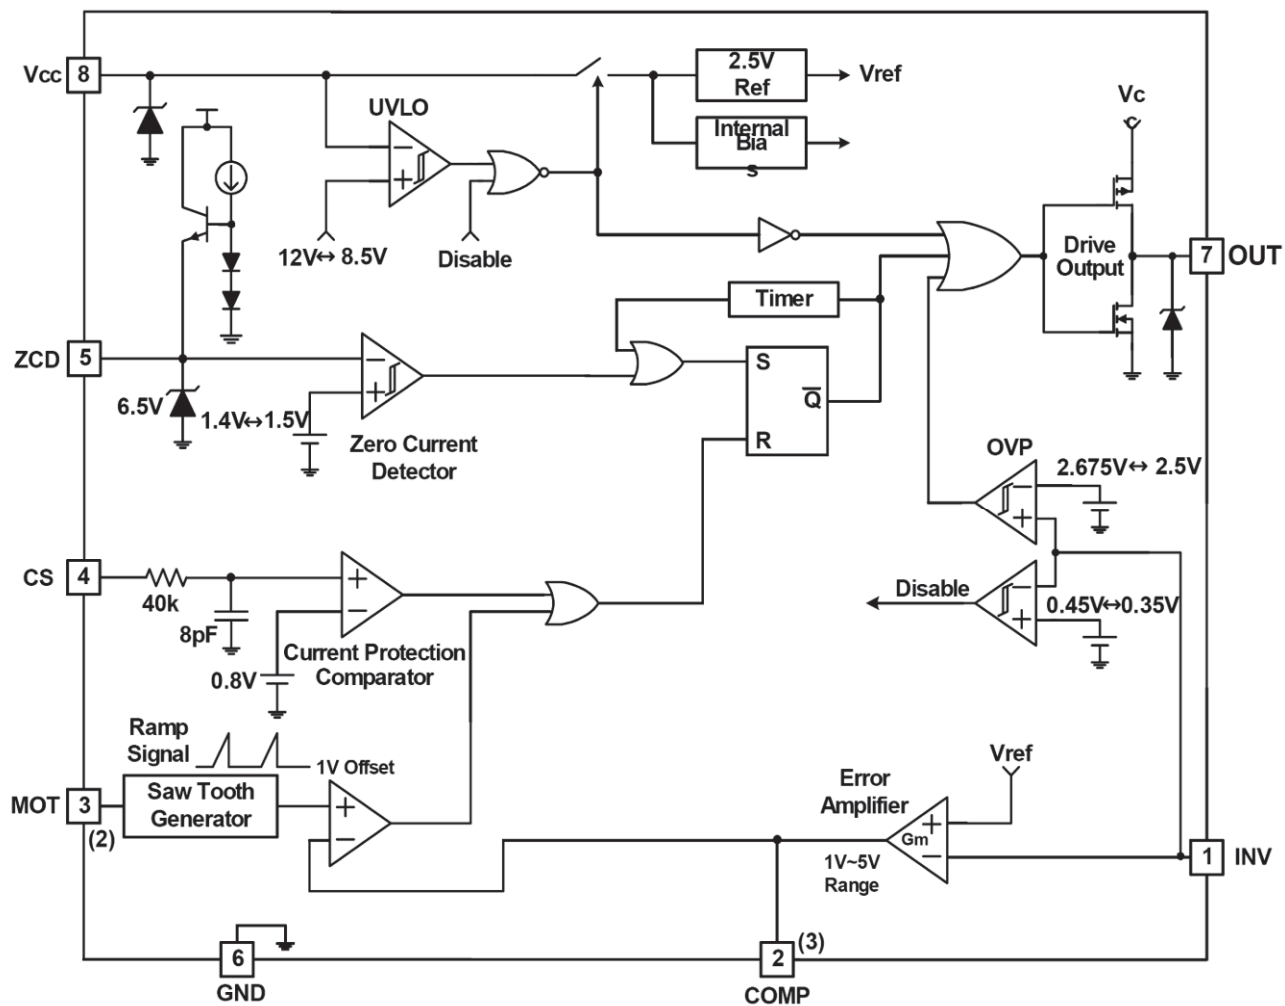 Vcc
8
2.5V
Ref
Vref
UVLO
Internal
Bia
s
Vc
c
−
+
12V↔ 8.5V
Disable
Drive
Output
7
OUT
Timer
ZCD
5
−
+
S
Q̅
R
6.5V
1.4V↔1.5V
Zero Current
Detector
OVP
2.675V↔ 2.5V
−
+
CS
4
40k
8pF
+
−
Disable
−
+
0.45V↔0.35V
Current Protection
Comparator
0.8V
Ramp
Signal
1V Offset
Vref
MOT
3
(2)
Saw Tooth
Generator
+
−
Error
Amplifier
+
Gm
−
1V~5V
Range
1
INV
6
GND
2
(3)
COMP